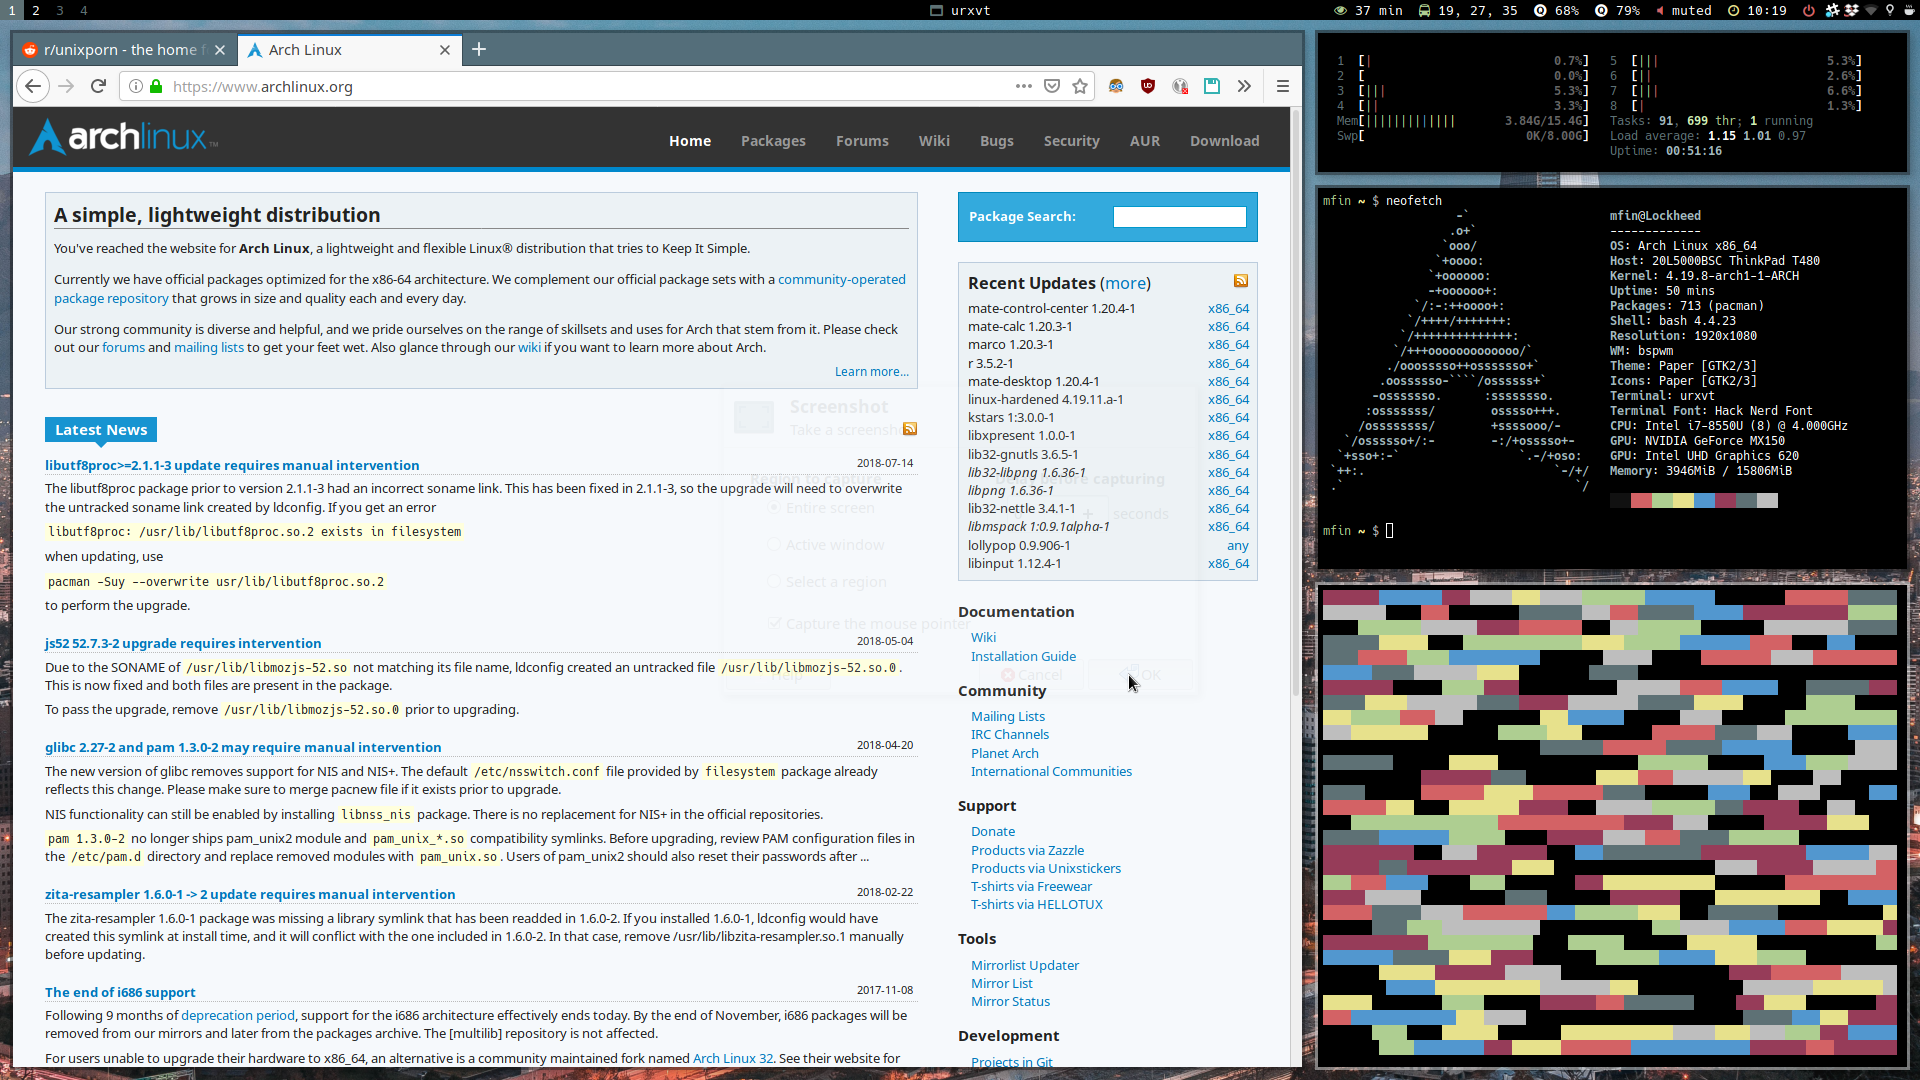 1 2 3 4
urxvt
37 min 19, 27, 35 68% 79% muted 10:19
r/unixporn - the home f
Arch Linux
https://www.archlinux.org
archlinux
Home Packages Forums Wiki Bugs Security AUR Download
A simple, lightweight distribution
You've reached the website for Arch Linux, a lightweight and flexible Linux® distribution that tries to Keep It Simple.
Currently we have official packages optimized for the x86-64 architecture. We complement our official package sets with a community-operated
package repository that grows in size and quality each and every day.
Our strong community is diverse and helpful, and we pride ourselves on the range of skillsets and uses for Arch that stem from it. Please check
out our forums and mailing lists to get your feet wet. Also glance through our wiki if you want to learn more about Arch.
Learn more...
Latest News
libutf8proc>=2.1.1-3 update requires manual intervention 2018-07-14
The libutf8proc package prior to version 2.1.1-3 had an incorrect soname link. This has been fixed in 2.1.1-3, so the upgrade will need to overwrite
the untracked soname link created by ldconfig. If you get an error
libutf8proc: /usr/lib/libutf8proc.so.2 exists in filesystem
when updating, use
pacman -Suy --overwrite usr/lib/libutf8proc.so.2
to perform the upgrade.
js52 52.7.3-2 upgrade requires intervention 2018-05-04
Due to the SONAME of /usr/lib/libmozjs-52.so not matching its file name, ldconfig created an untracked file /usr/lib/libmozjs-52.so.0.
This is now fixed and both files are present in the package.
To pass the upgrade, remove /usr/lib/libmozjs-52.so.0 prior to upgrading.
glibc 2.27-2 and pam 1.3.0-2 may require manual intervention 2018-04-20
The new version of glibc removes support for NIS and NIS+. The default /etc/nsswitch.conf file provided by filesystem package already
reflects this change. Please make sure to merge pacnew file if it exists prior to upgrade.
NIS functionality can still be enabled by installing libnss_nis package. There is no replacement for NIS+ in the official repositories.
pam 1.3.0-2 no longer ships pam_unix2 module and pam_unix_*.so compatibility symlinks. Before upgrading, review PAM configuration files in
the /etc/pam.d directory and replace removed modules with pam_unix.so. Users of pam_unix2 should also reset their passwords after ...
zita-resampler 1.6.0-1 -> 2 update requires manual intervention 2018-02-22
The zita-resampler 1.6.0-1 package was missing a library symlink that has been readded in 1.6.0-2. If you installed 1.6.0-1, ldconfig would have
created this symlink at install time, and it will conflict with the one included in 1.6.0-2. In that case, remove /usr/lib/libzita-resampler.so.1 manually
before updating.
The end of i686 support 2017-11-08
Following 9 months of deprecation period, support for the i686 architecture effectively ends today. By the end of November, i686 packages will be
removed from our mirrors and later from the packages archive. The [multilib] repository is not affected.
For users unable to upgrade their hardware to x86_64, an alternative is a community maintained fork named Arch Linux 32. See their website for
Package Search:
Recent Updates (more)
mate-control-center 1.20.4-1 x86_64
mate-calc 1.20.3-1 x86_64
marco 1.20.3-1 x86_64
r 3.5.2-1 x86_64
mate-desktop 1.20.4-1 x86_64
linux-hardened 4.19.11.a-1 x86_64
kstars 1:3.0.0-1 x86_64
libxpresent 1.0.0-1 x86_64
lib32-gnutls 3.6.5-1 x86_64
lib32-libpng 1.6.36-1 x86_64
libpng 1.6.36-1 x86_64
lib32-nettle 3.4.1-1 x86_64
libmspack 1:0.9.1alpha-1 x86_64
lollypop 0.9.906-1 any
libinput 1.12.4-1 x86_64
Documentation
Wiki
Installation Guide
Community
Mailing Lists
IRC Channels
Planet Arch
International Communities
Support
Donate
Products via Zazzle
Products via Unixstickers
T-shirts via Freewear
T-shirts via HELLOTUX
Tools
Mirrorlist Updater
Mirror List
Mirror Status
Development
Projects in Git
Screenshot
Take a screensh
Region to capture
Entire screen
Active window
Select a region
Capture the mouse pointer
Delay before capturing
seconds
Help
Cancel
OK
1 [| 0.7%] 5 [||| 5.3%]
2 [ 0.0%] 6 [|| 2.6%]
3 [||| 5.3%] 7 [||| 6.6%]
4 [|| 3.3%] 8 [| 1.3%]
Mem[||||||||||||| 3.84G/15.4G] Tasks: 91, 699 thr; 1 running
Swp[ 0K/8.00G] Load average: 1.15 1.01 0.97
Uptime: 00:51:16
mfin ~ $ neofetch
mfin@Lockheed
-------------
OS: Arch Linux x86_64
Host: 20L5000BSC ThinkPad T480
Kernel: 4.19.8-arch1-1-ARCH
Uptime: 50 mins
Packages: 713 (pacman)
Shell: bash 4.4.23
Resolution: 1920x1080
WM: bspwm
Theme: Paper [GTK2/3]
Icons: Paper [GTK2/3]
Terminal: urxvt
Terminal Font: Hack Nerd Font
CPU: Intel i7-8550U (8) @ 4.000GHz
GPU: NVIDIA GeForce MX150
GPU: Intel UHD Graphics 620
Memory: 3946MiB / 15806MiB
mfin ~ $